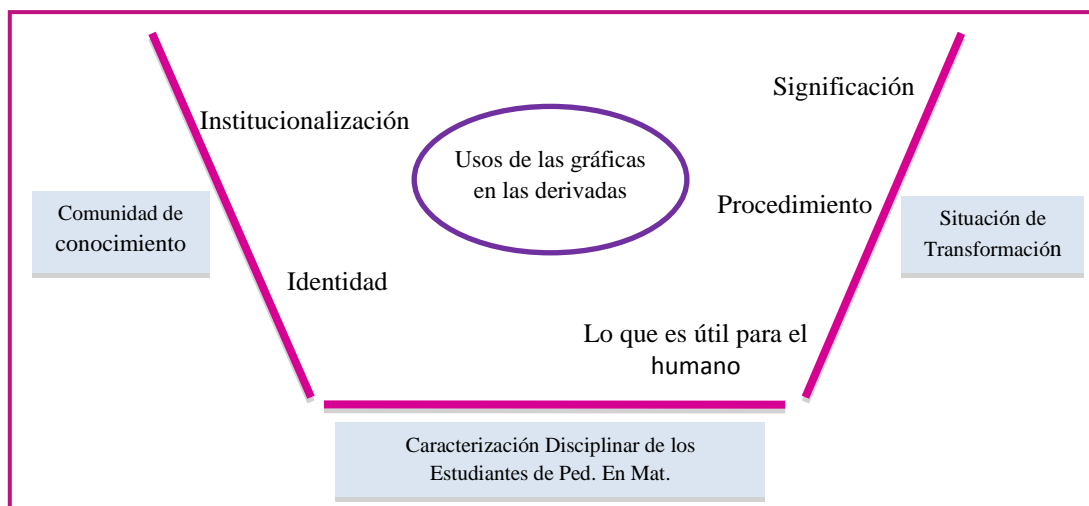 Institucionalización
Identidad
Comunidad de
conocimiento
Usos de las gráficas
en las derivadas
Significación
Procedimiento
Lo que es útil para el
humano
Situación de
Transformación
Caracterización Disciplinar de los
Estudiantes de Ped. En Mat.